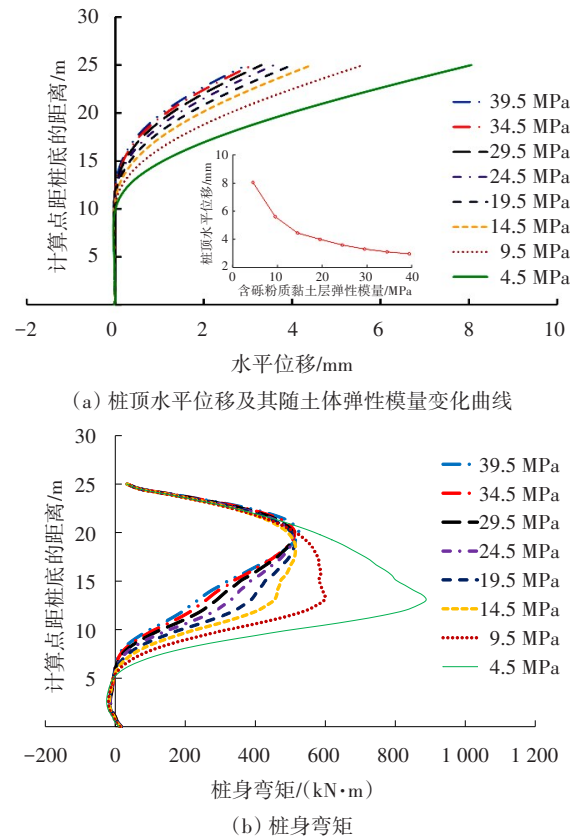 30
25
20
15
10
5
计算点距桩底的距离/m
39.5 MPa
34.5 MPa
29.5 MPa
24.5 MPa
19.5 MPa
14.5 MPa
9.5 MPa
4.5 MPa
10
8
6
4
2
桩顶水平位移/mm
0 10 20 30 40
含砾粉质黏土层弹性模量/MPa
-2 0 2 4 6 8 10
水平位移/mm
(a) 桩顶水平位移及其随土体弹性模量变化曲线
30
25
20
15
10
5
计算点距桩底的距离/m
39.5 MPa
34.5 MPa
29.5 MPa
24.5 MPa
19.5 MPa
14.5 MPa
9.5 MPa
4.5 MPa
-200 0 200 400 600 800 1 000 1 200
桩身弯矩/(kN·m)
(b) 桩身弯矩